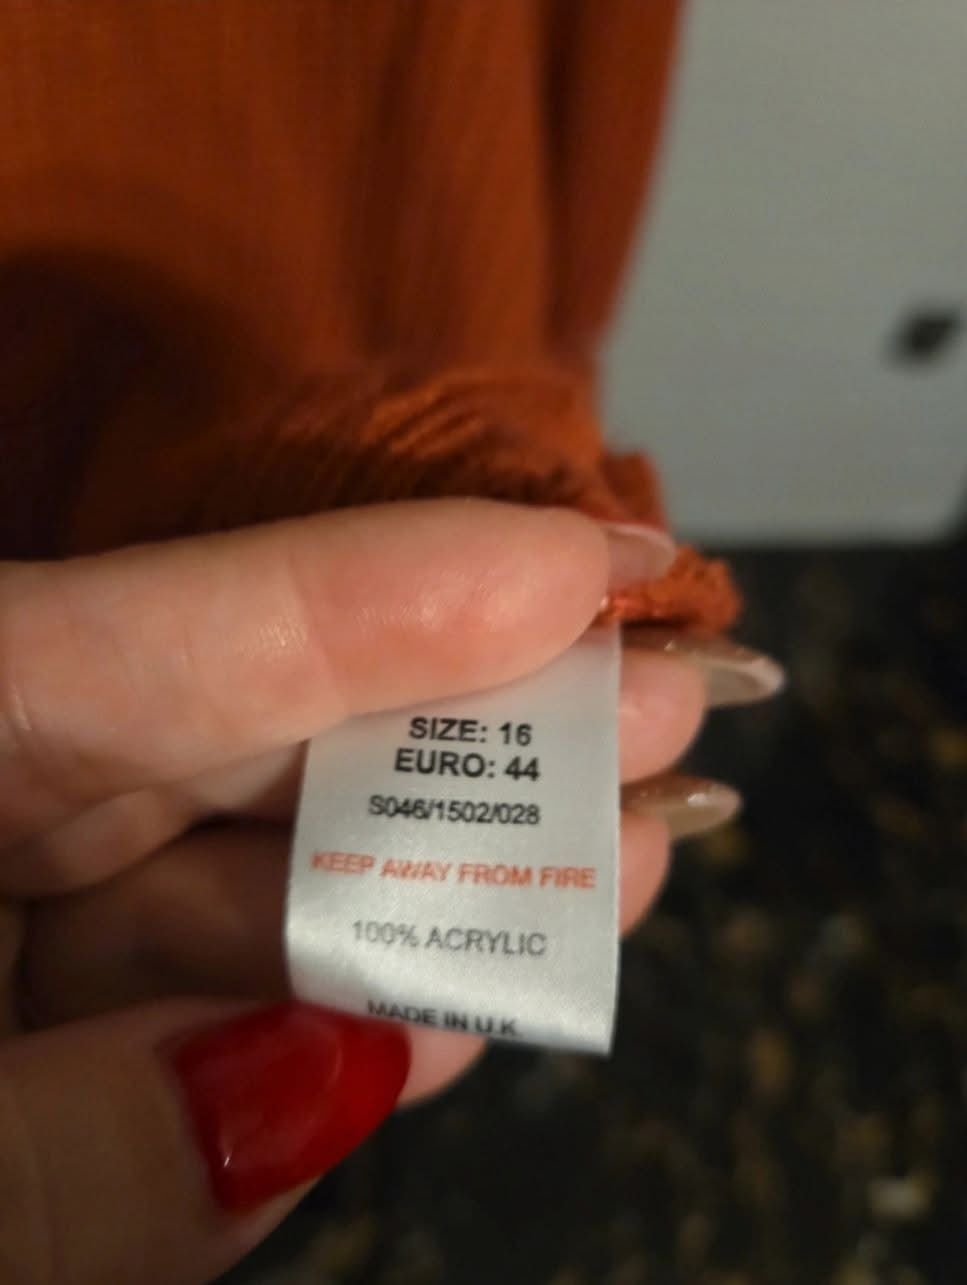 SIZE: 16
EURO: 44
S046/1502/028
KEEP AWAY FROM FIRE
100% ACRYLIC
MADE IN U.K.